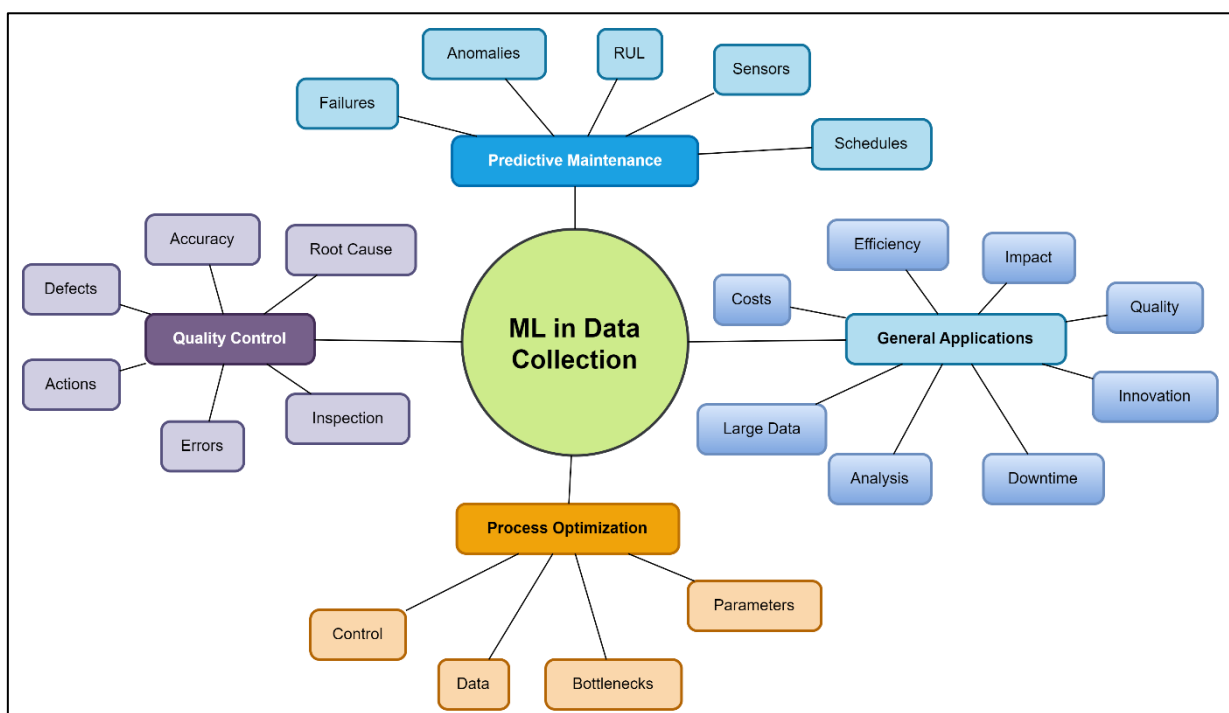 Anomalies
RUL
Sensors
Failures
Schedules
Predictive Maintenance
Accuracy
Root Cause
Defects
Quality Control
Actions
Errors
Inspection
ML in Data
Collection
Efficiency
Impact
Costs
Quality
General Applications
Innovation
Large Data
Analysis
Downtime
Process Optimization
Parameters
Control
Data
Bottlenecks